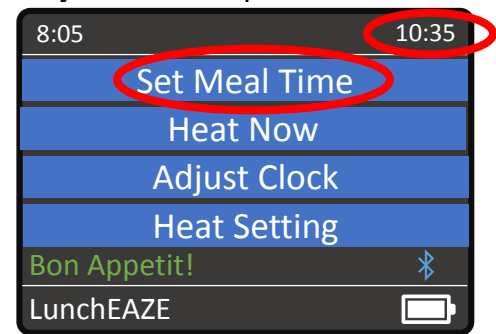 8:05 10:35
Set Meal Time
Heat Now
Adjust Clock
Heat Setting
Bon Appetit!
LunchEAZE